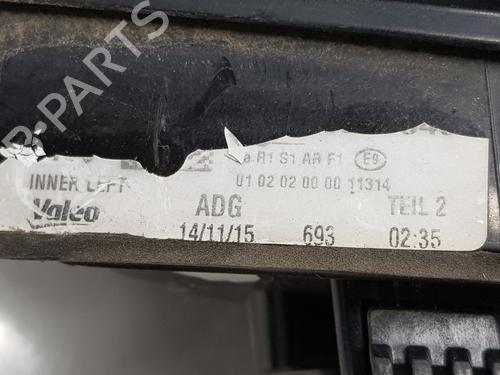 B-PARTS
a R1 S1 AR F1 E9
INNER LEFT 01 02 02 00 00 11314
Valeo ADG TEIL 2
14/11/15 693 02:35